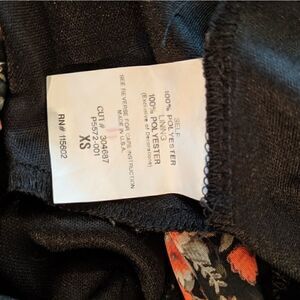 SELF
100% POLYESTER
LINING
100% POLYESTER
(Exclusive of Decoration)
SEE REVERSE FOR CARE INSTRUCTION
MADE IN U.S.A.
CUT# 304687
P5572-001
XS
RN# 115602